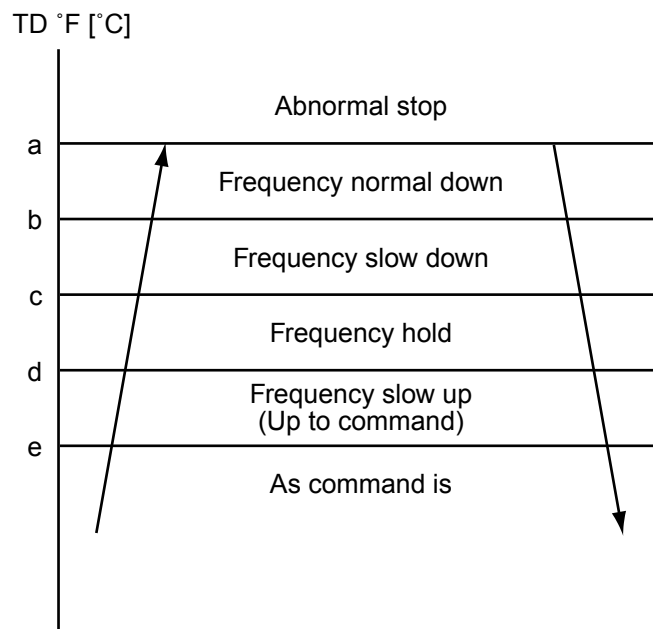 TD ˚F [˚C]
Abnormal stop
a
Frequency normal down
b
Frequency slow down
c
Frequency hold
d
Frequency slow up
(Up to command)
e
As command is